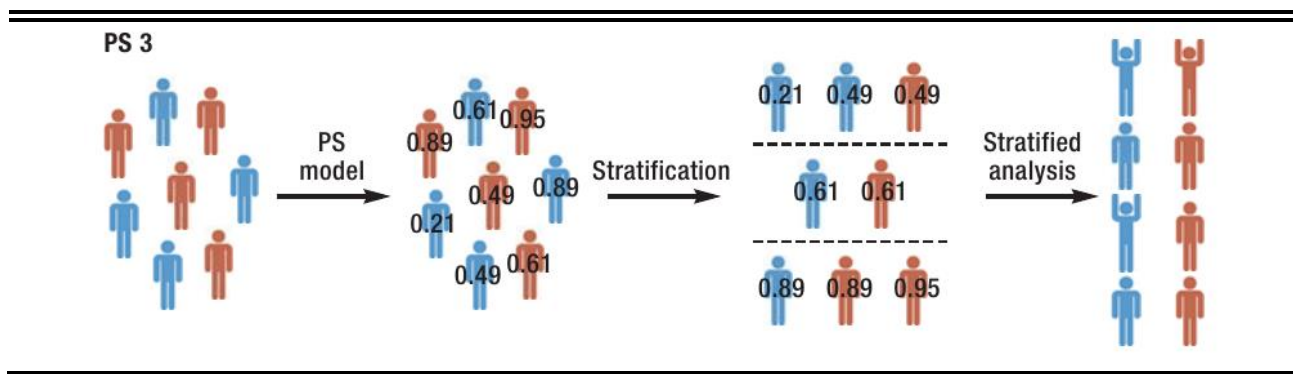 PS 3
PS
model
Stratification
Stratified
analysis
0.89
0.61
0.95
0.21
0.49
0.89
0.49
0.61
0.21 0.49 0.49
0.61 0.61
0.89 0.89 0.95